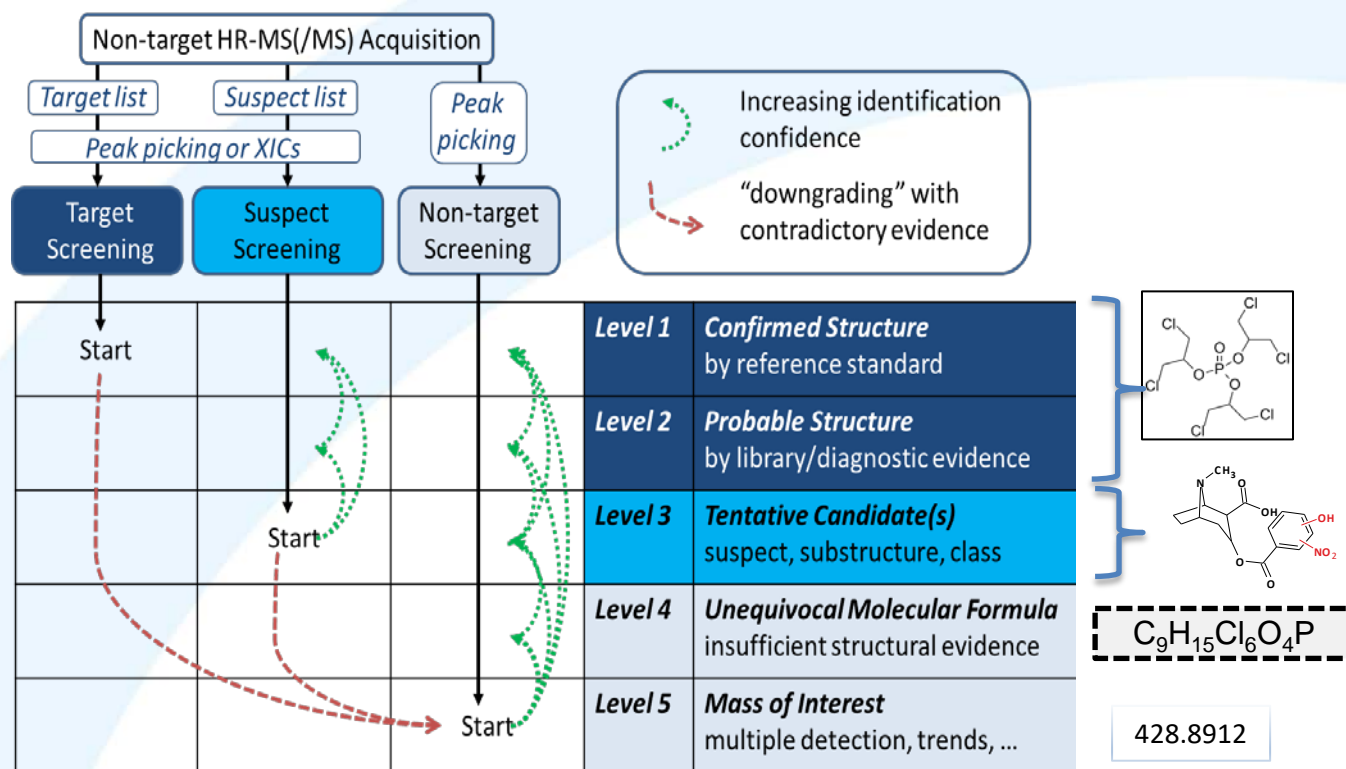 Non-target HR-MS(/MS) Acquisition
Target list
Suspect list
Peak
picking
Peak picking or XICs
Target
Screening
Suspect
Screening
Non-target
Screening
Increasing identification
confidence
“downgrading” with
contradictory evidence
Start
Level 1
Confirmed Structure
by reference standard
Level 2
Probable Structure
by library/diagnostic evidence
Start
Level 3
Tentative Candidate(s)
suspect, substructure, class
Level 4
Unequivocal Molecular Formula
insufficient structural evidence
Start
Level 5
Mass of Interest
multiple detection, trends, ...
Cl
Cl
O
O
P
O
Cl
Cl
O
Cl
Cl
CH₃
N
O
OH
OH
NO₂
O
O
C₉H₁₅Cl₆O₄P
428.8912